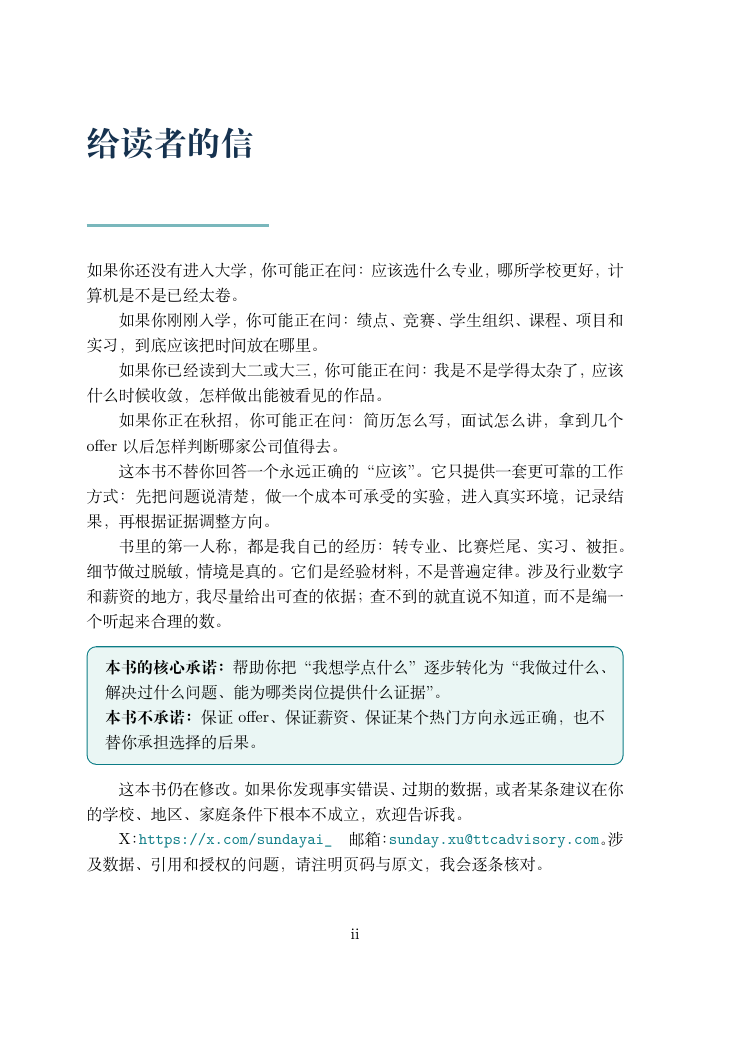 给读者的信
如果你还没有进入大学，你可能正在问：应该选什么专业，哪所学校更好，计
算机是不是已经太卷。
如果你刚刚入学，你可能正在问：绩点、竞赛、学生组织、课程、项目和
实习，到底应该把时间放在哪里。
如果你已经读到大二或大三，你可能正在问：我是不是学得太杂了，应该
什么时候收敛，怎样做出能被看见的作品。
如果你正在秋招，你可能正在问：简历怎么写，面试怎么讲，拿到几个
offer 以后怎样判断哪家公司值得去。
这本书不替你回答一个永远正确的“应该”。它只提供一套更可靠的工作
方式：先把问题说清楚，做一个成本可承受的实验，进入真实环境，记录结
果，再根据证据调整方向。
书里的第一人称，都是我自己的经历：转专业、比赛烂尾、实习、被拒。
细节做过脱敏，情境是真的。它们是经验材料，不是普遍定律。涉及行业数字
和薪资的地方，我尽量给出可查的依据；查不到的就直说不知道，而不是编一
个听起来合理的数。
本书的核心承诺：帮助你把“我想学点什么”逐步转化为“我做过什么、
解决过什么问题、能为哪类岗位提供什么证据”。
本书不承诺：保证 offer、保证薪资、保证某个热门方向永远正确，也不
替你承担选择的后果。
这本书仍在修改。如果你发现事实错误、过期的数据，或者某条建议在你
的学校、地区、家庭条件下根本不成立，欢迎告诉我。
X：https://x.com/sundayai_ 邮箱：sunday.xu@ttcadvisory.com。涉
及数据、引用和授权的问题，请注明页码与原文，我会逐条核对。
ii